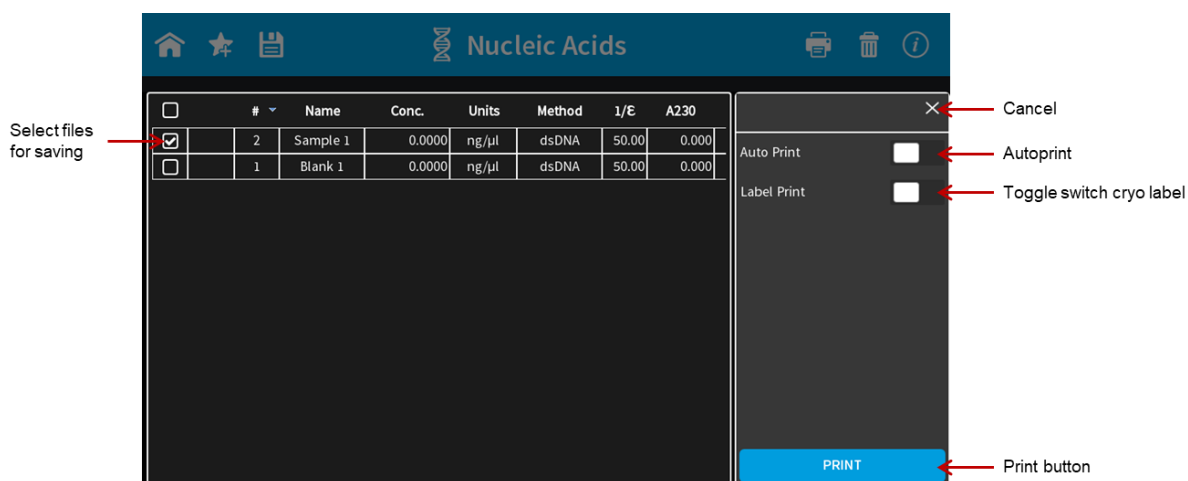 Nucleic Acids
# Name Conc. Units Method 1/ε A230
2 Sample 1 0.0000 ng/µl dsDNA 50.00 0.000
1 Blank 1 0.0000 ng/µl dsDNA 50.00 0.000
Select files
for saving
Cancel
Auto Print
Autoprint
Label Print
Toggle switch cryo label
PRINT
Print button